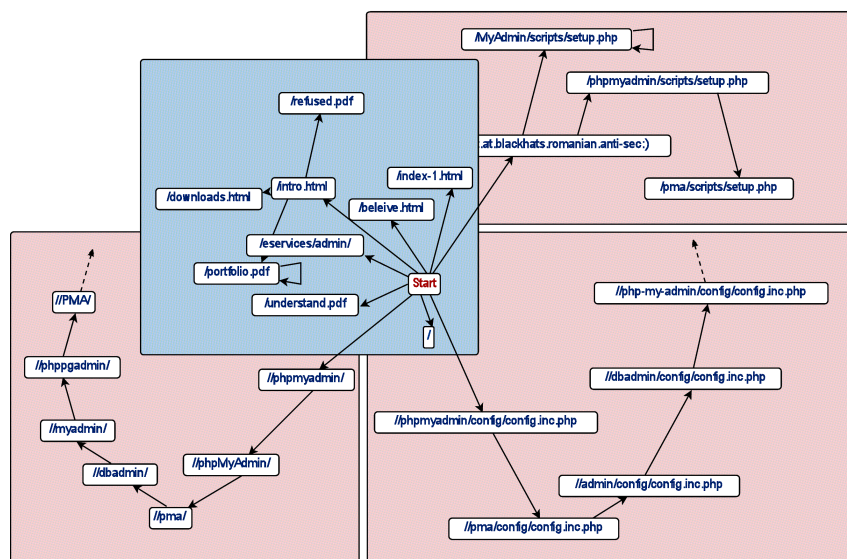 /MyAdmin/scripts/setup.php
/phpmyadmin/scripts/setup.php
/refused.pdf
.at.blackhats.romanian.anti-sec:)
/index-1.html
/intro.html
/pma/scripts/setup.php
/downloads.html
/beleive.html
/eservices/admin/
/portfolio.pdf
Start
//php-my-admin/config/config.inc.php
//PMA/
/understand.pdf
/
//phppgadmin/
//phpmyadmin/
//dbadmin/config/config.inc.php
//phpmyadmin/config/config.inc.php
//myadmin/
//phpMyAdmin/
//dbadmin/
//admin/config/config.inc.php
//pma/
//pma/config/config.inc.php